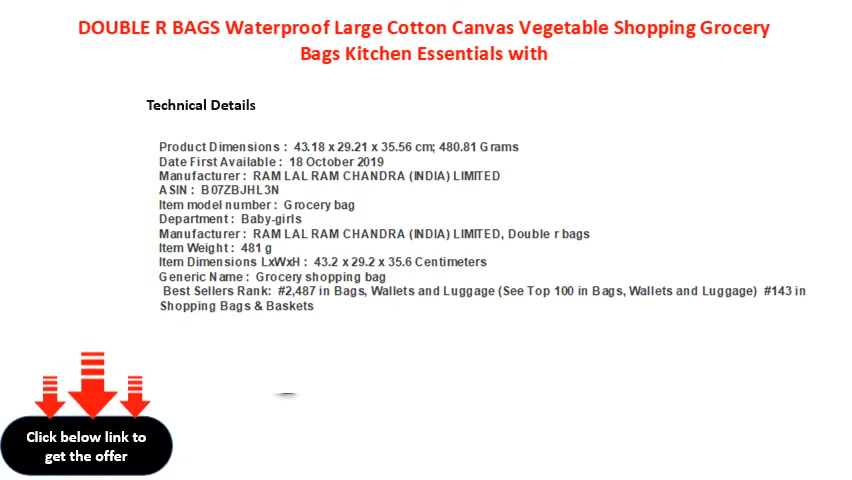 DOUBLE R BAGS Waterproof Large Cotton Canvas Vegetable Shopping Grocery
Bags Kitchen Essentials with
Technical Details
Product Dimensions : 43.18 x 29.21 x 35.56 cm; 480.81 Grams
Date First Available : 18 October 2019
Manufacturer : RAM LAL RAM CHANDRA (INDIA) LIMITED
ASIN : B07ZBJHL3N
Item model number : Grocery bag
Department : Baby-girls
Manufacturer : RAM LAL RAM CHANDRA (INDIA) LIMITED, Double r bags
Item Weight : 481 g
Item Dimensions LxWxH : 43.2 x 29.2 x 35.6 Centimeters
Generic Name : Grocery shopping bag
Best Sellers Rank: #2,487 in Bags, Wallets and Luggage (See Top 100 in Bags, Wallets and Luggage) #143 in
Shopping Bags & Baskets
Click below link to
get the offer